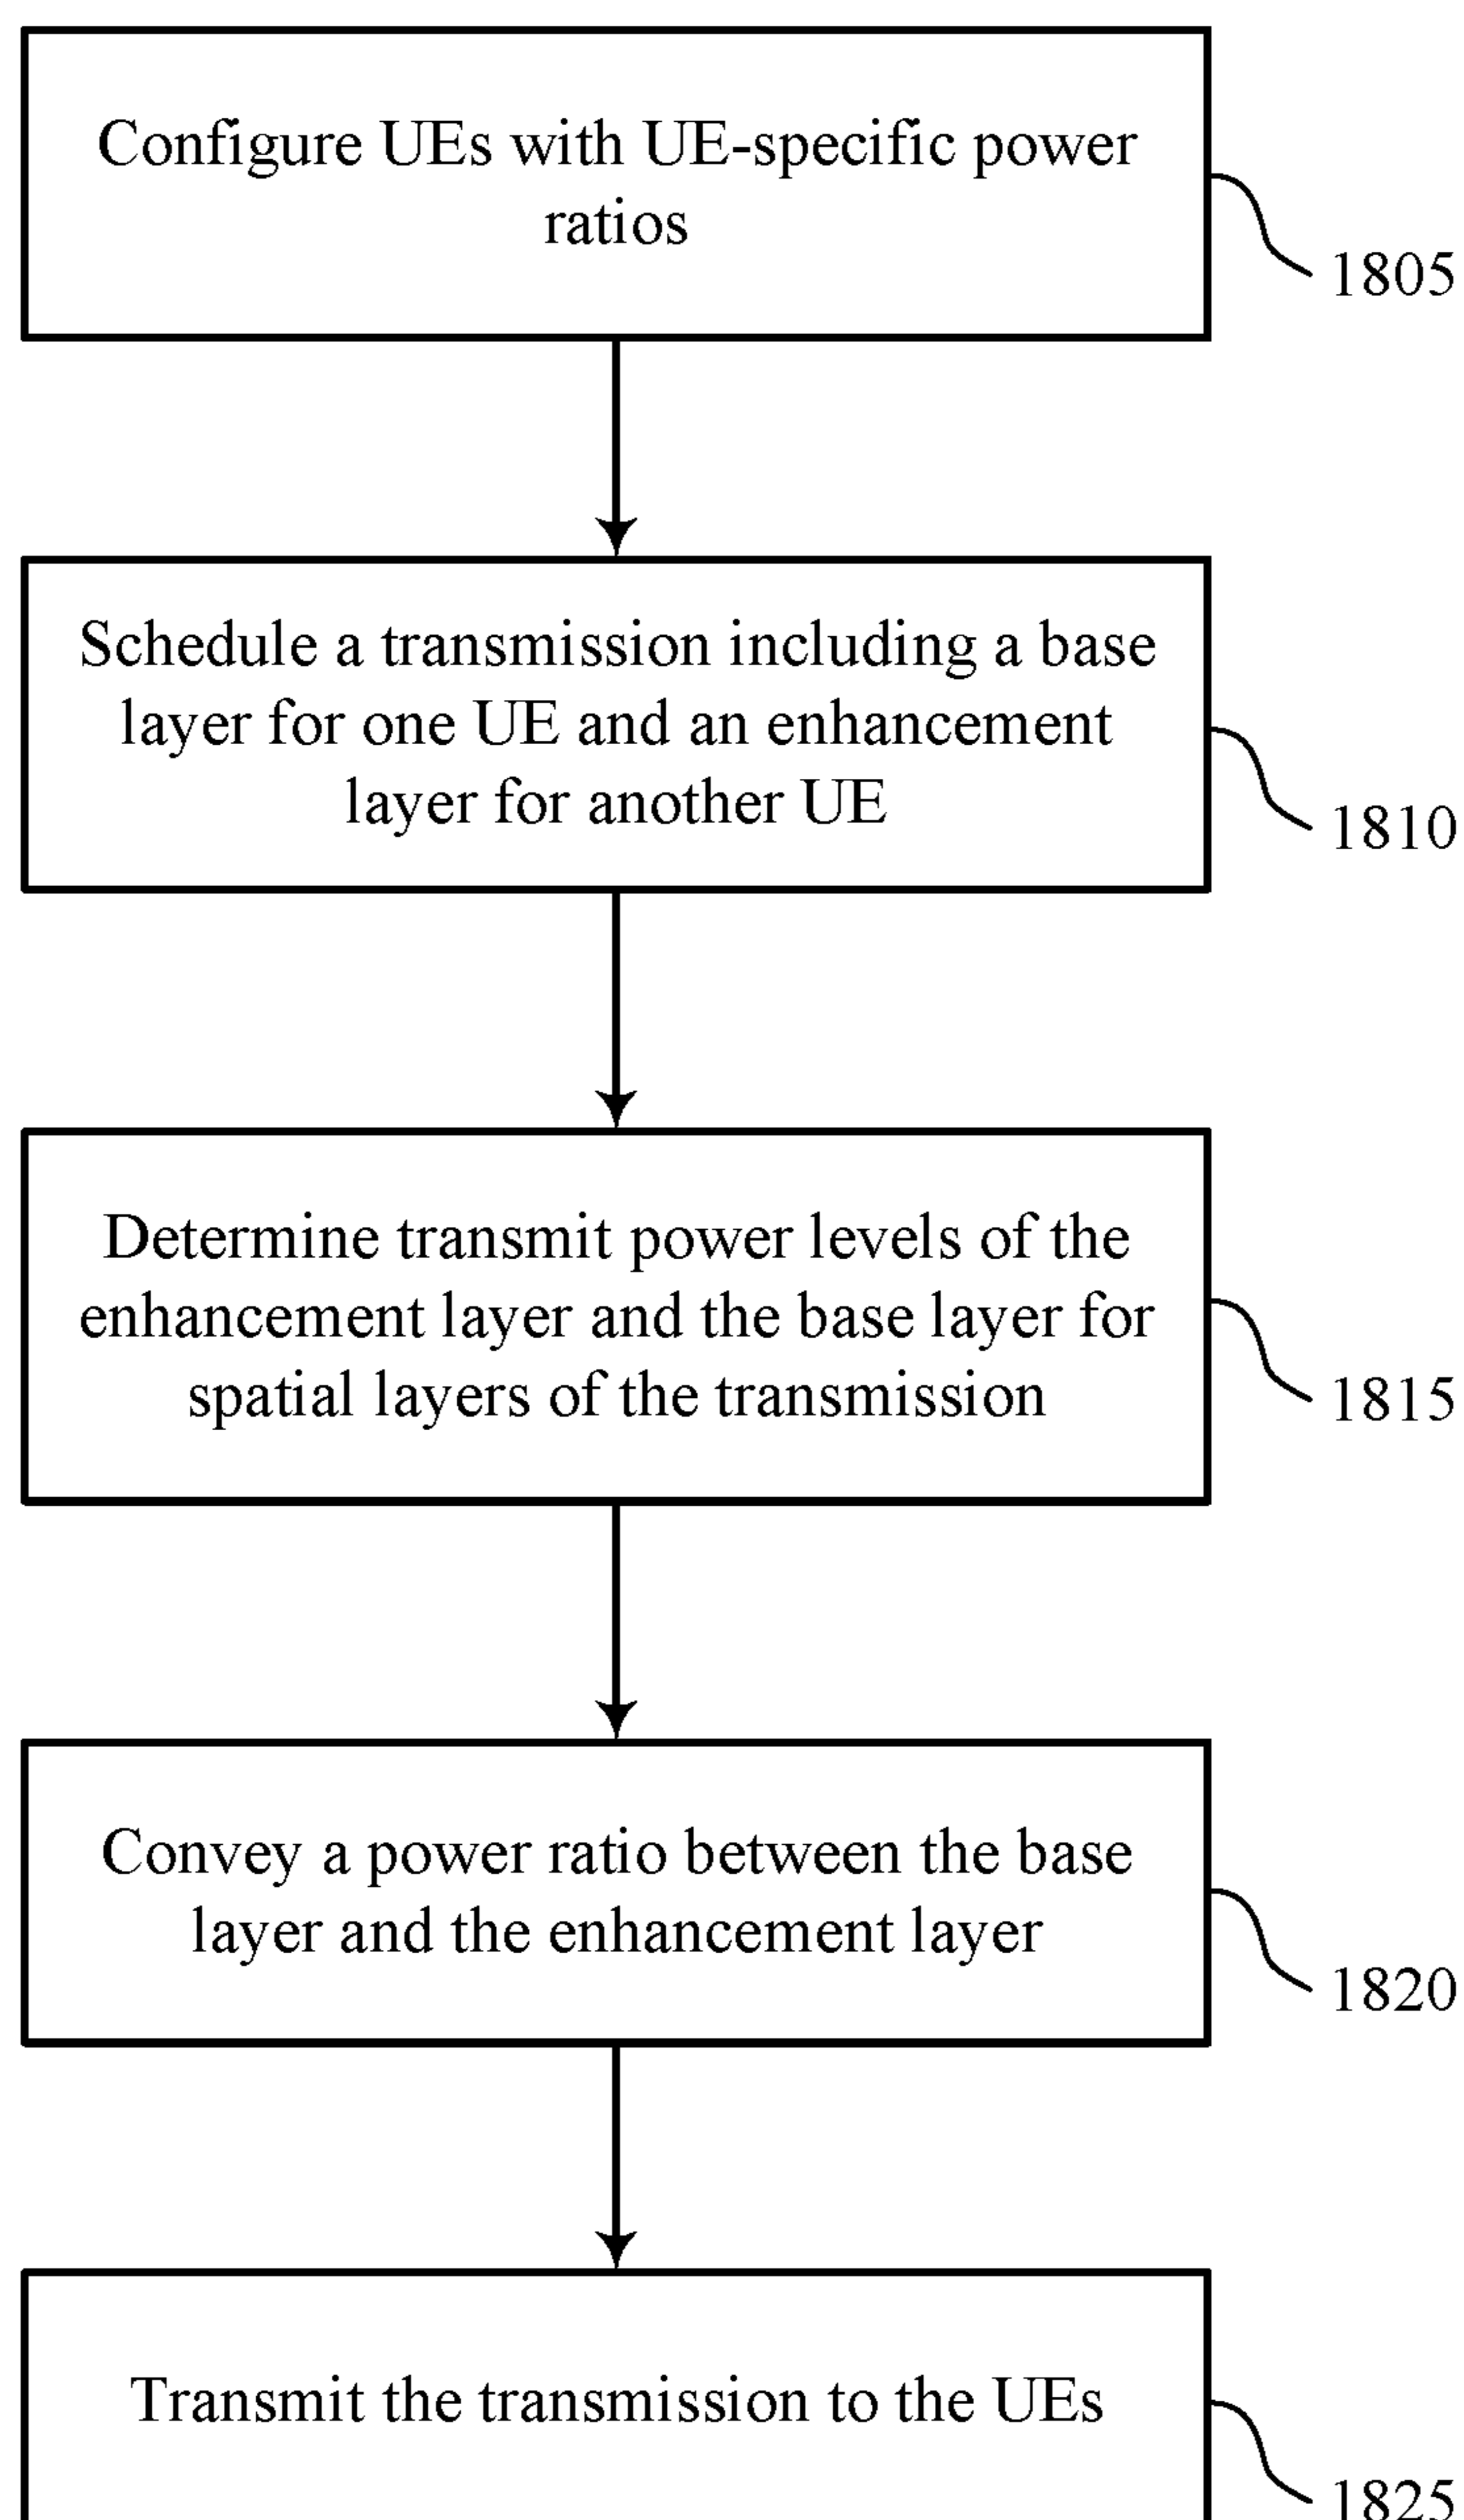 Configure UEs with UE-specific power
ratios
1805
Schedule a transmission including a base
layer for one UE and an enhancement
layer for another UE
1810
Determine transmit power levels of the
enhancement layer and the base layer for
spatial layers of the transmission
1815
Convey a power ratio between the base
layer and the enhancement layer
1820
Transmit the transmission to the UEs
1825